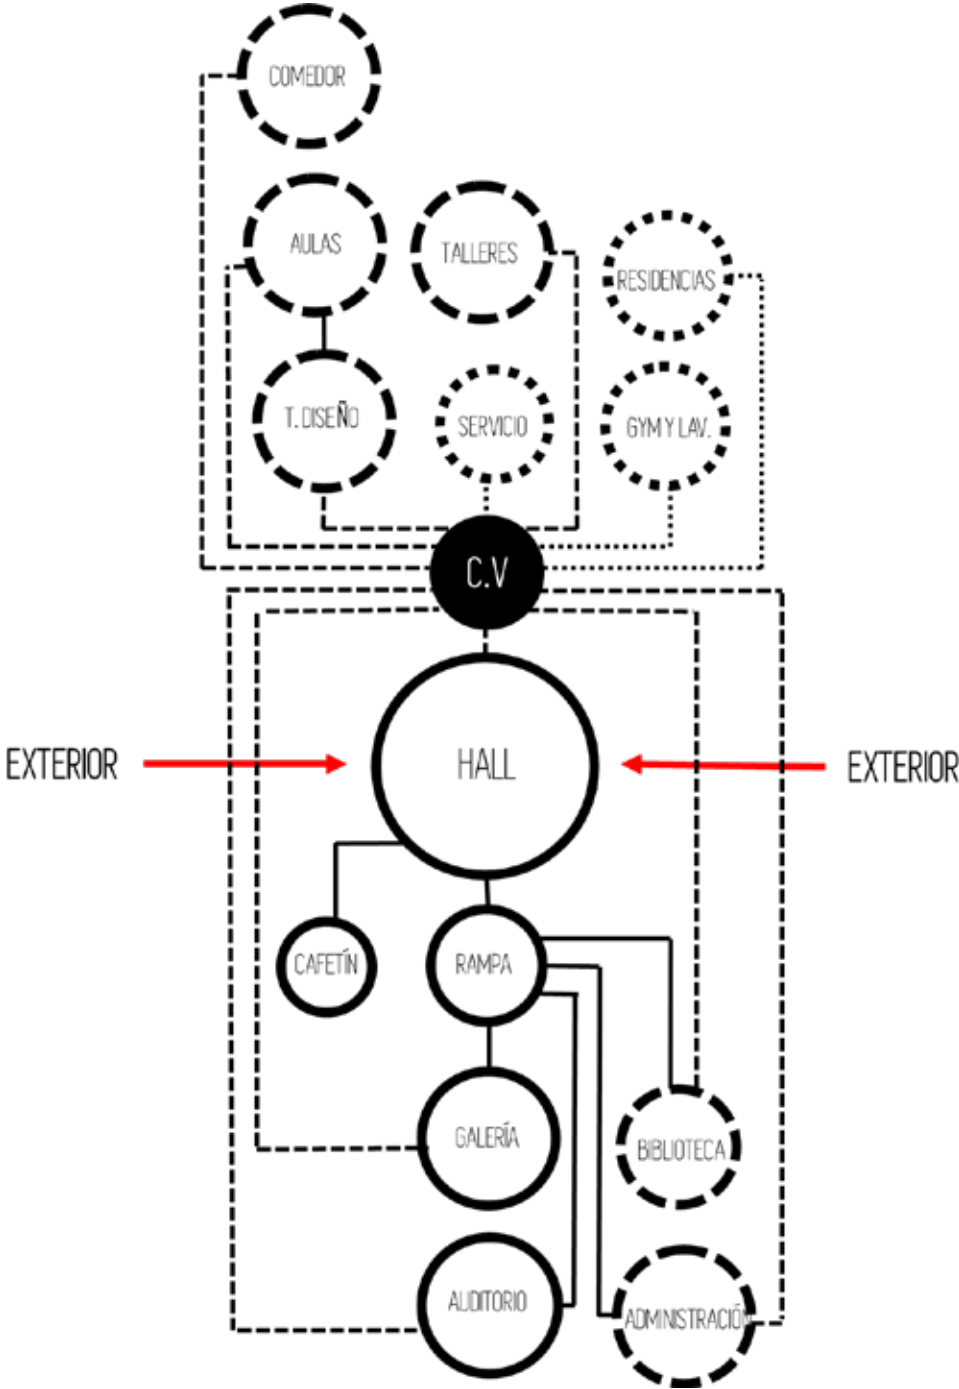 COMEDOR
AULAS
TALLERES
RESIDENCIAS
T. DISEÑO
SERVICIO
GYM Y LAV.
C.V
EXTERIOR
HALL
EXTERIOR
CAFETÍN
RAMPA
GALERÍA
BIBLIOTECA
AUDITORIO
ADMINISTRACIÓN